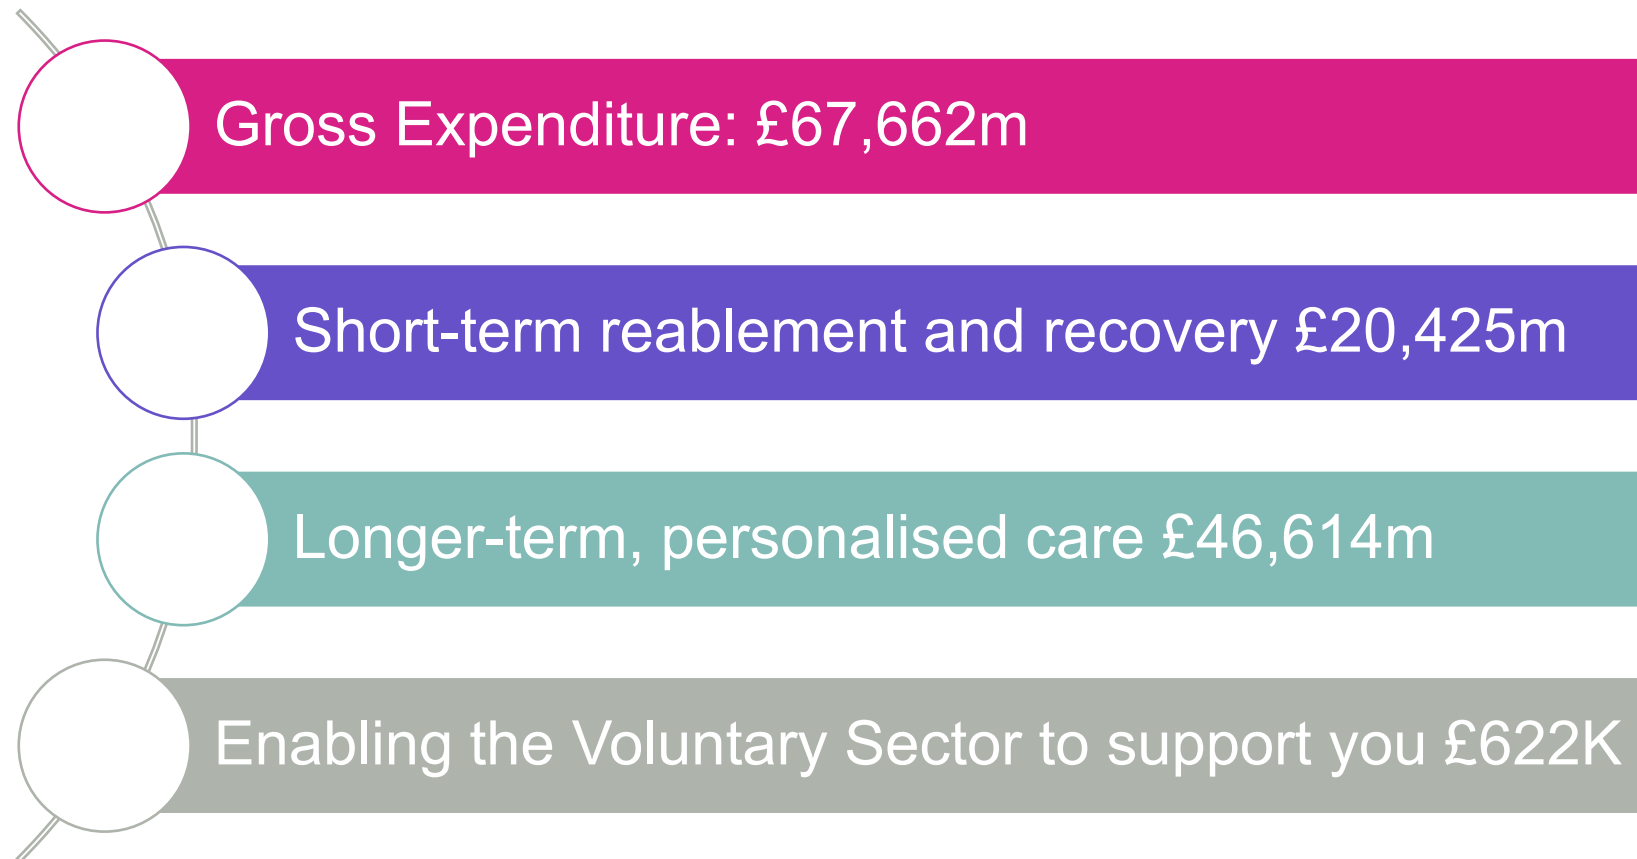 Gross Expenditure: £67,662m
Short-term reablement and recovery £20,425m
Longer-term, personalised care £46,614m
Enabling the Voluntary Sector to support you £622K